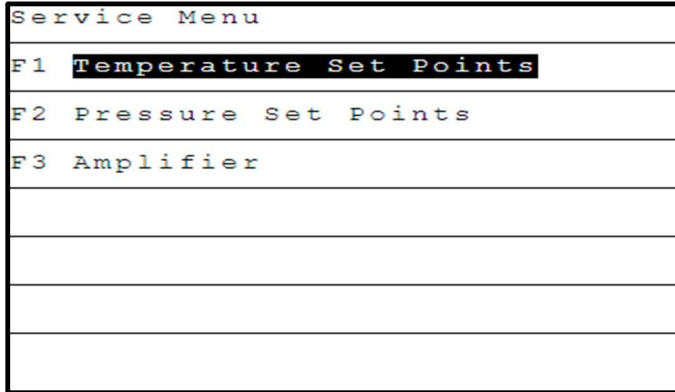 Service Menu
F1 Temperature Set Points
F2 Pressure Set Points
F3 Amplifier